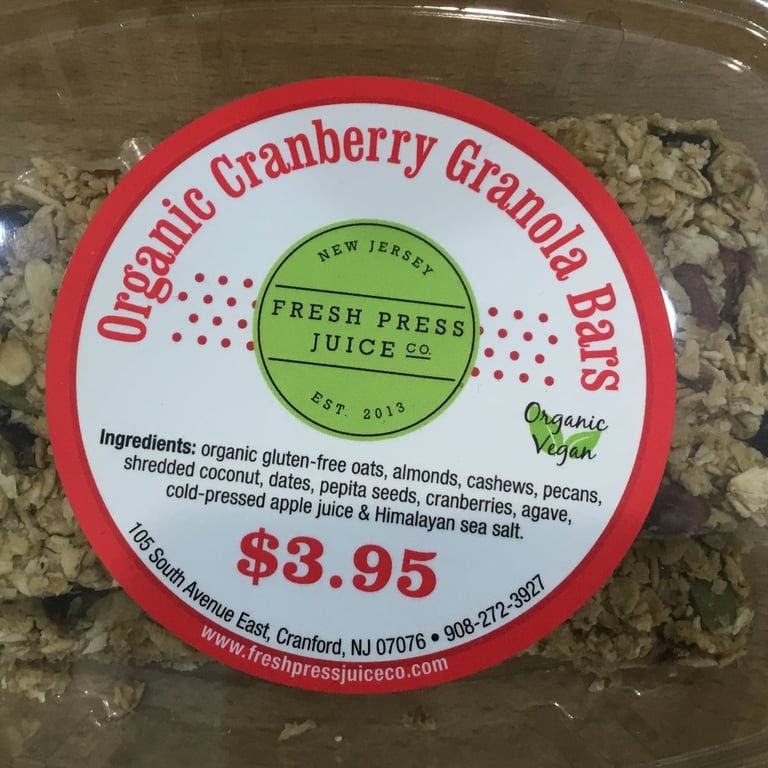 Organic Cranberry Granola Bars
NEW JERSEY
FRESH PRESS
JUICE CO.
EST. 2013
Organic
Vegan
Ingredients: organic gluten-free oats, almonds, cashews, pecans,
shredded coconut, dates, pepita seeds, cranberries, agave,
cold-pressed apple juice & Himalayan sea salt.
$3.95
105 South Avenue East, Cranford, NJ 07076 • 908-272-3927
www.freshpressjuiceco.com